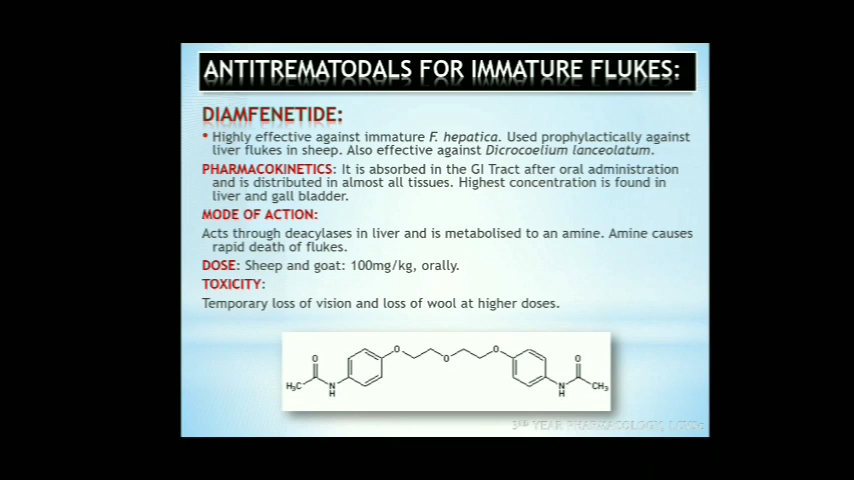 ANTITREMATODALS FOR IMMATURE FLUKES:
DIAMFENETIDE:
• Highly effective against immature F. hepatica. Used prophylactically against
liver flukes in sheep. Also effective against Dicrocoelium lanceolatum.
PHARMACOKINETICS: It is absorbed in the GI Tract after oral administration
and is distributed in almost all tissues. Highest concentration is found in
liver and gall bladder.
MODE OF ACTION:
Acts through deacylases in liver and is metabolised to an amine. Amine causes
rapid death of flukes.
DOSE: Sheep and goat: 100mg/kg, orally.
TOXICITY:
Temporary loss of vision and loss of wool at higher doses.
O O O O O
H₃C N H N H CH₃
3RD YEAR PHARMACOLOGY,